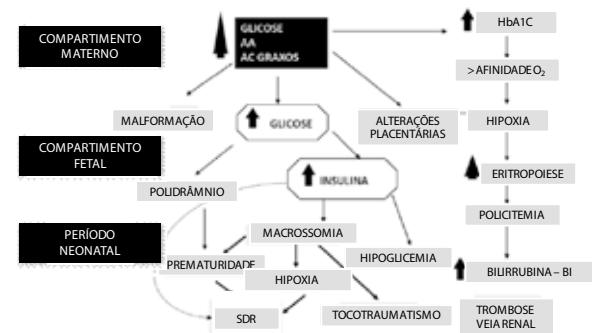 COMPARTIMENTO
MATERNO
GLICOSE
AA
AC GRAXOS
HbA1C
> AFINIDADE O₂
MALFORMAÇÃO
GLICOSE
ALTERAÇÕES
PLACENTÁRIAS
HIPOXIA
COMPARTIMENTO
FETAL
POLIDRÂMNIO
INSULINA
ERITROPOIESE
POLICITEMIA
PERÍODO
NEONATAL
MACROSSOMIA
PREMATURIDADE
HIPOXIA
HIPOGLICEMIA
BILIRRUBINA – BI
SDR
TOCOTRAUMATISMO
TROMBOSE
VEIA RENAL